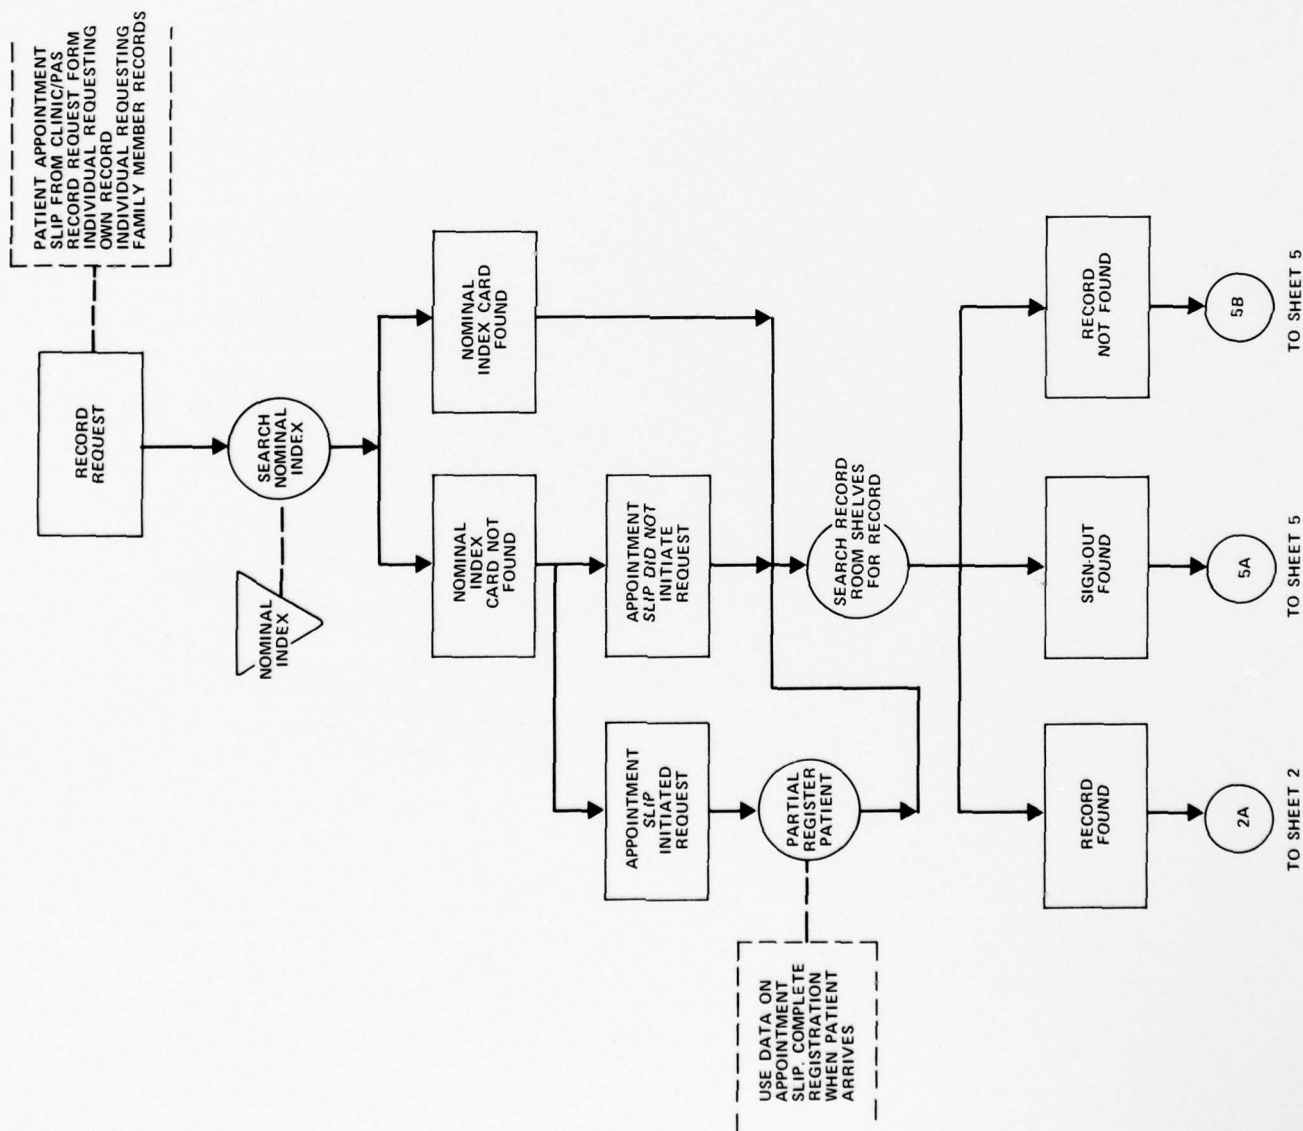 PATIENT APPOINTMENT
SLIP FROM CLINIC/PAS
RECORD REQUEST FORM
INDIVIDUAL REQUESTING
OWN RECORD
INDIVIDUAL REQUESTING
FAMILY MEMBER RECORDS
RECORD
REQUEST
SEARCH
NOMINAL
INDEX
NOMINAL
INDEX
NOMINAL
INDEX CARD
FOUND
NOMINAL
INDEX
CARD NOT
FOUND
APPOINTMENT
SLIP DID NOT
INITIATE
REQUEST
APPOINTMENT
SLIP
INITIATED
REQUEST
PARTIAL
REGISTER
PATIENT
USE DATA ON
APPOINTMENT
SLIP. COMPLETE
REGISTRATION
WHEN PATIENT
ARRIVES
SEARCH RECORD
ROOM SHELVES
FOR RECORD
RECORD
FOUND
SIGN-OUT
FOUND
RECORD
NOT FOUND
2A
5A
5B
TO SHEET 2
TO SHEET 5
TO SHEET 5